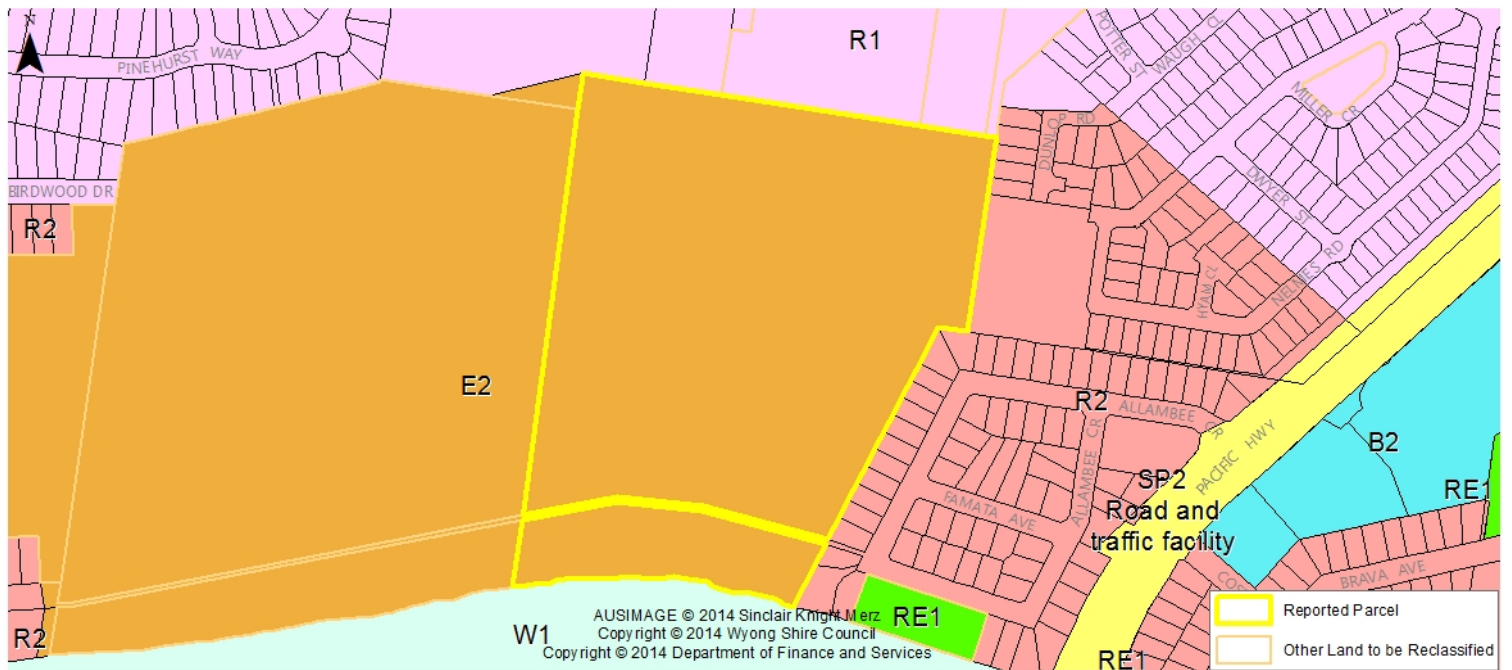 N
PINEHURST WAY
R1
POTTER ST
WAUGH CL
MILLER CR
DUNLOP RD
BIRDWOOD DR
R2
DWYER ST
HYAM CL
NELMES RD
E2
R2
ALLAMBEE CR
ALLAMBEE CR
PACIFIC HWY
B2
SP2
Road and
traffic facility
RE1
FAMATA AVE
BRAVA AVE
R2
W1
AUSIMAGE © 2014 Sinclair Knight Merz
Copyright © 2014 Wyong Shire Council
Copyright © 2014 Department of Finance and Services
RE1
RE1
Reported Parcel
Other Land to be Reclassified